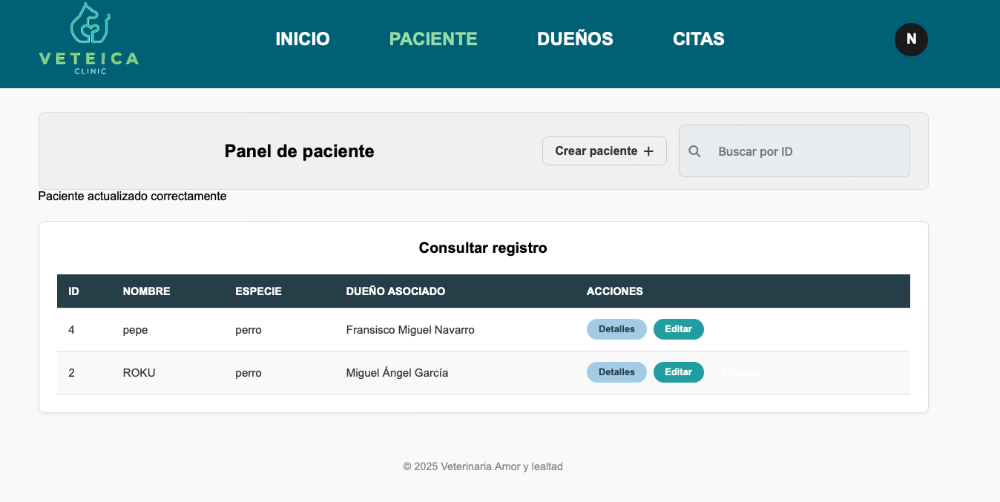 VETEICA
CLINIC
INICIO PACIENTE DUEÑOS CITAS N
Panel de paciente Crear paciente + Buscar por ID
Paciente actualizado correctamente
Consultar registro
ID NOMBRE ESPECIE DUEÑO ASOCIADO ACCIONES
4 pepe perro Fransisco Miguel Navarro Detalles Editar
2 ROKU perro Miguel Ángel García Detalles Editar Eliminar
© 2025 Veterinaria Amor y lealtad